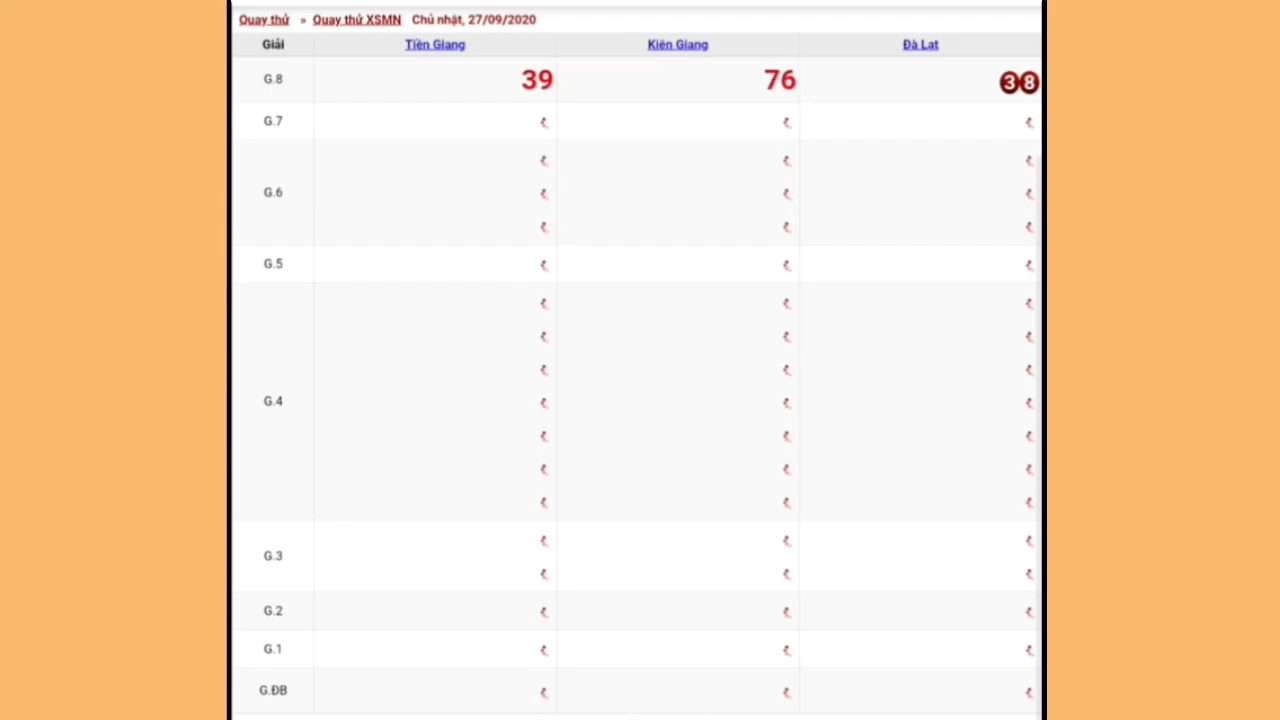 Quay thử » Quay thử XSMN Chủ nhật, 27/09/2020
Giải Tiền Giang Kiên Giang Đà Lạt
G.8 39 76 38
G.7
G.6
G.5
G.4
G.3
G.2
G.1
G.ĐB